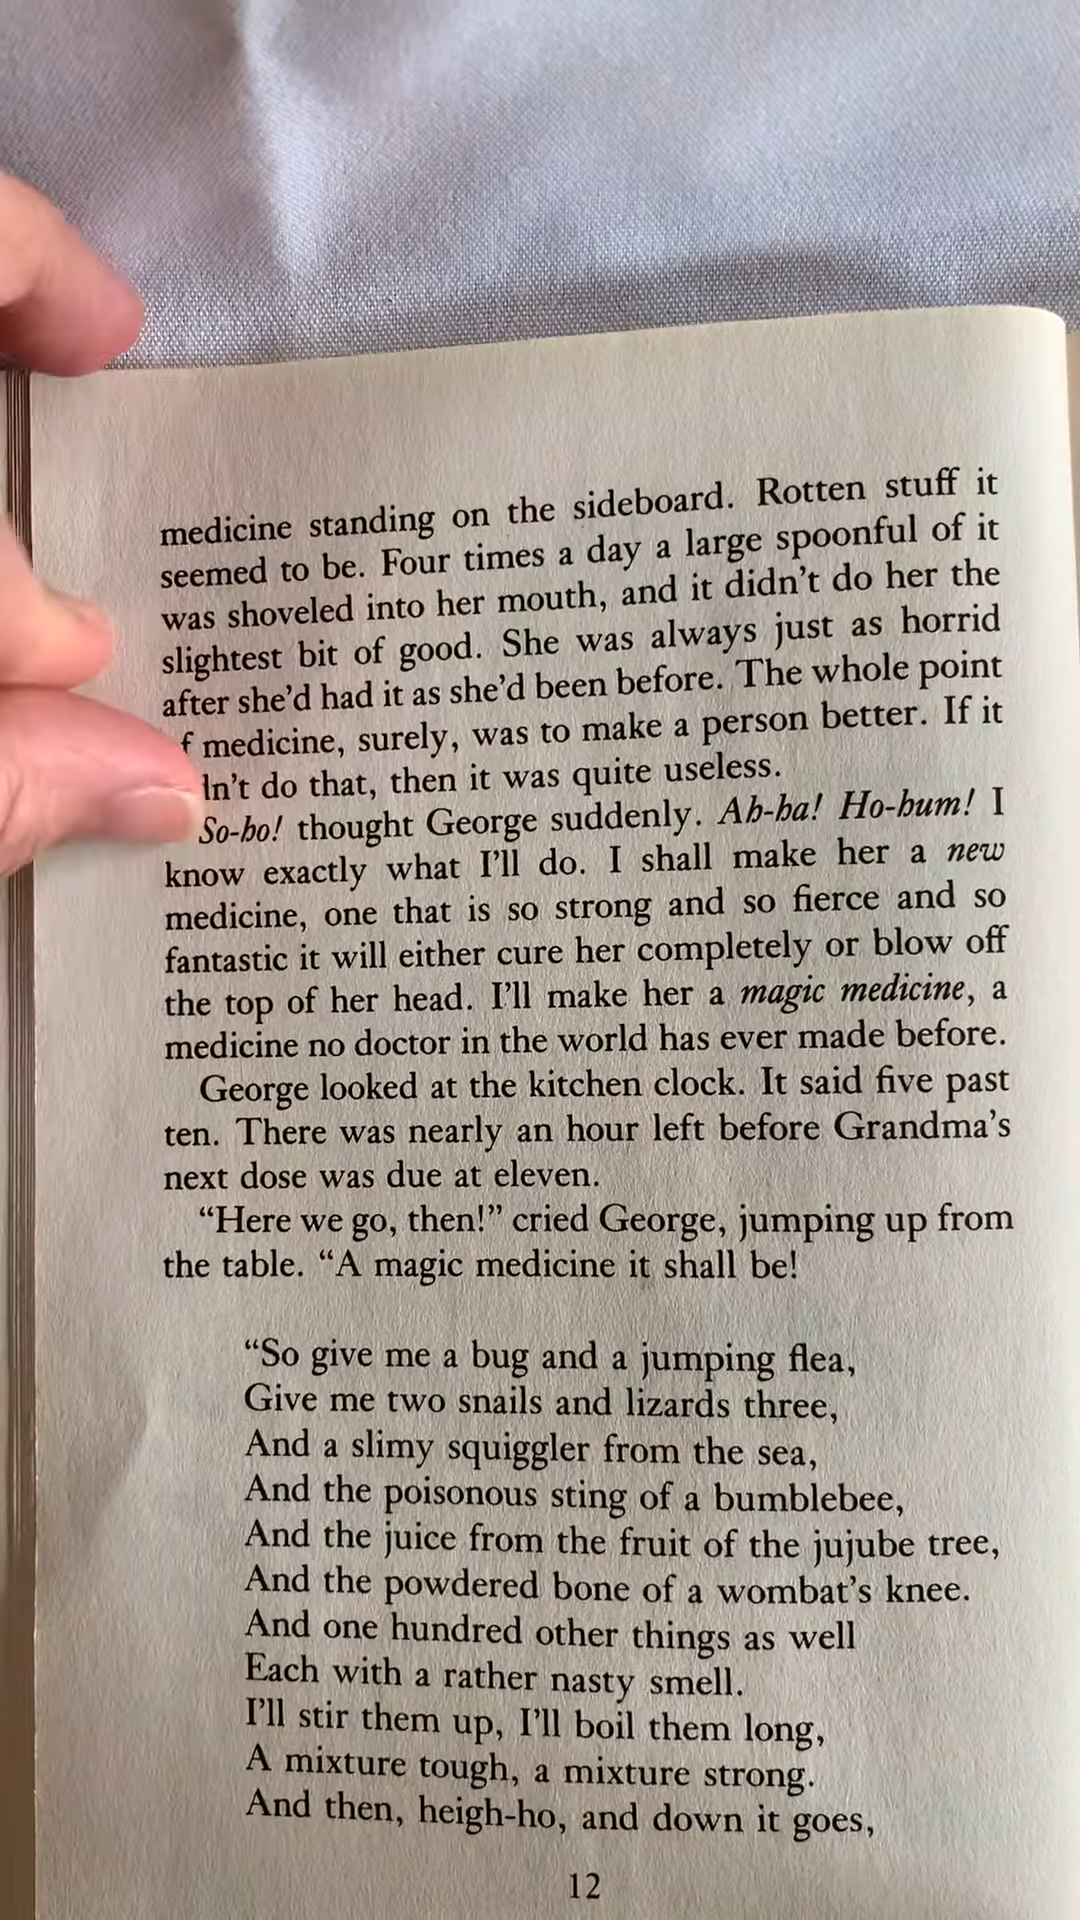 medicine standing on the sideboard. Rotten stuff it
seemed to be. Four times a day a large spoonful of it
was shoveled into her mouth, and it didn't do her the
slightest bit of good. She was always just as horrid
after she'd had it as she'd been before. The whole point
f medicine, surely, was to make a person better. If it
n't do that, then it was quite useless.
So-ho! thought George suddenly. Ah-ha! Ho-hum! I
know exactly what I'll do. I shall make her a new
medicine, one that is so strong and so fierce and so
fantastic it will either cure her completely or blow off
the top of her head. I'll make her a magic medicine, a
medicine no doctor in the world has ever made before.
George looked at the kitchen clock. It said five past
ten. There was nearly an hour left before Grandma's
next dose was due at eleven.
“Here we go, then!” cried George, jumping up from
the table. “A magic medicine it shall be!
“So give me a bug and a jumping flea,
Give me two snails and lizards three,
And a slimy squiggler from the sea,
And the poisonous sting of a bumblebee,
And the juice from the fruit of the jujube tree,
And the powdered bone of a wombat's knee.
And one hundred other things as well
Each with a rather nasty smell.
I'll stir them up, I'll boil them long,
A mixture tough, a mixture strong.
And then, heigh-ho, and down it goes,
12